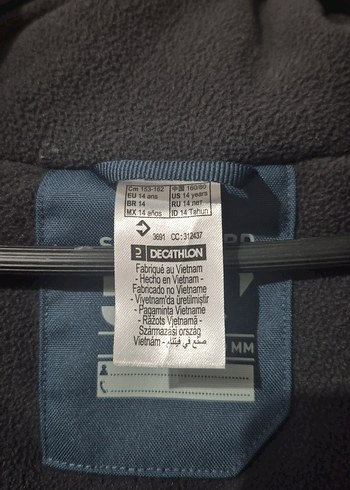 Cm 153-162 中国 160/80
EU 14 ans US 14 years
BR 14 RU 14 лет
MX 14 años ID 14 Tahun
3691 CC:312437
DECATHLON
Fabriqué au Vietnam
- Hecho en Vietnam -
Fabricado no Vietname
- Viyetnam'da üretilmiştir
- Pagaminta Vietname
- Ražots Vjetnamā -
Származási ország
Vietnám - صنع في فيتنام
MM